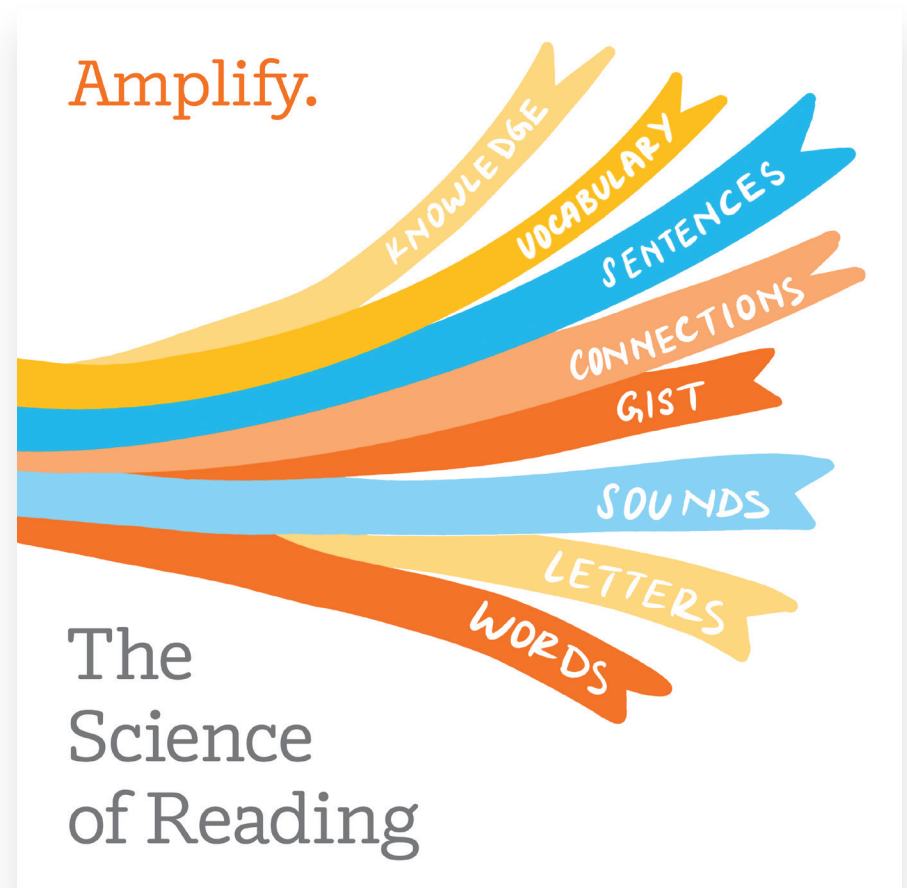 Amplify.
KNOWLEDGE
VOCABULARY
SENTENCES
CONNECTIONS
GIST
SOUNDS
LETTERS
WORDS
The
Science
of Reading